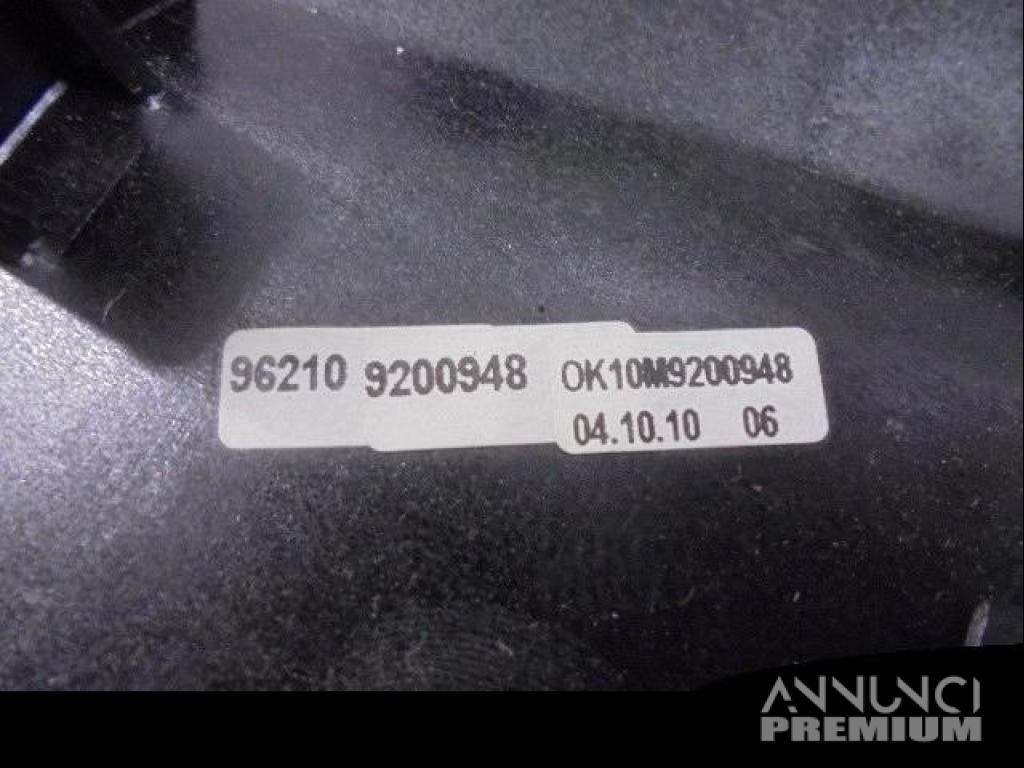 96210 9200948 OK10M9200948
04.10.10 06
ANNUNCI
PREMIUM